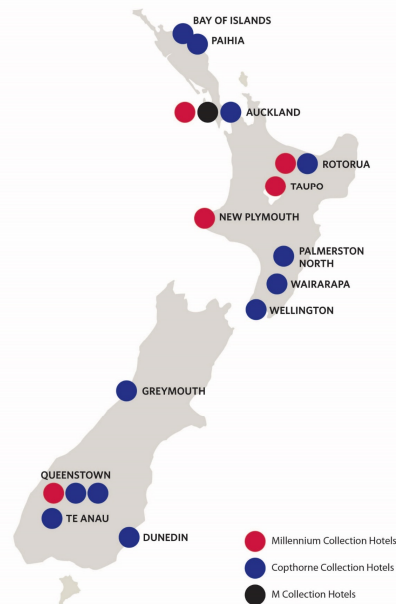 BAY OF ISLANDS
PAIHIA
AUCKLAND
ROTORUA
TAUPO
NEW PLYMOUTH
PALMERSTON
NORTH
WAIRARAPA
WELLINGTON
GREYMOUTH
QUEENSTOWN
TE ANAU
DUNEDIN
Millennium Collection Hotels
Copthorne Collection Hotels
M Collection Hotels